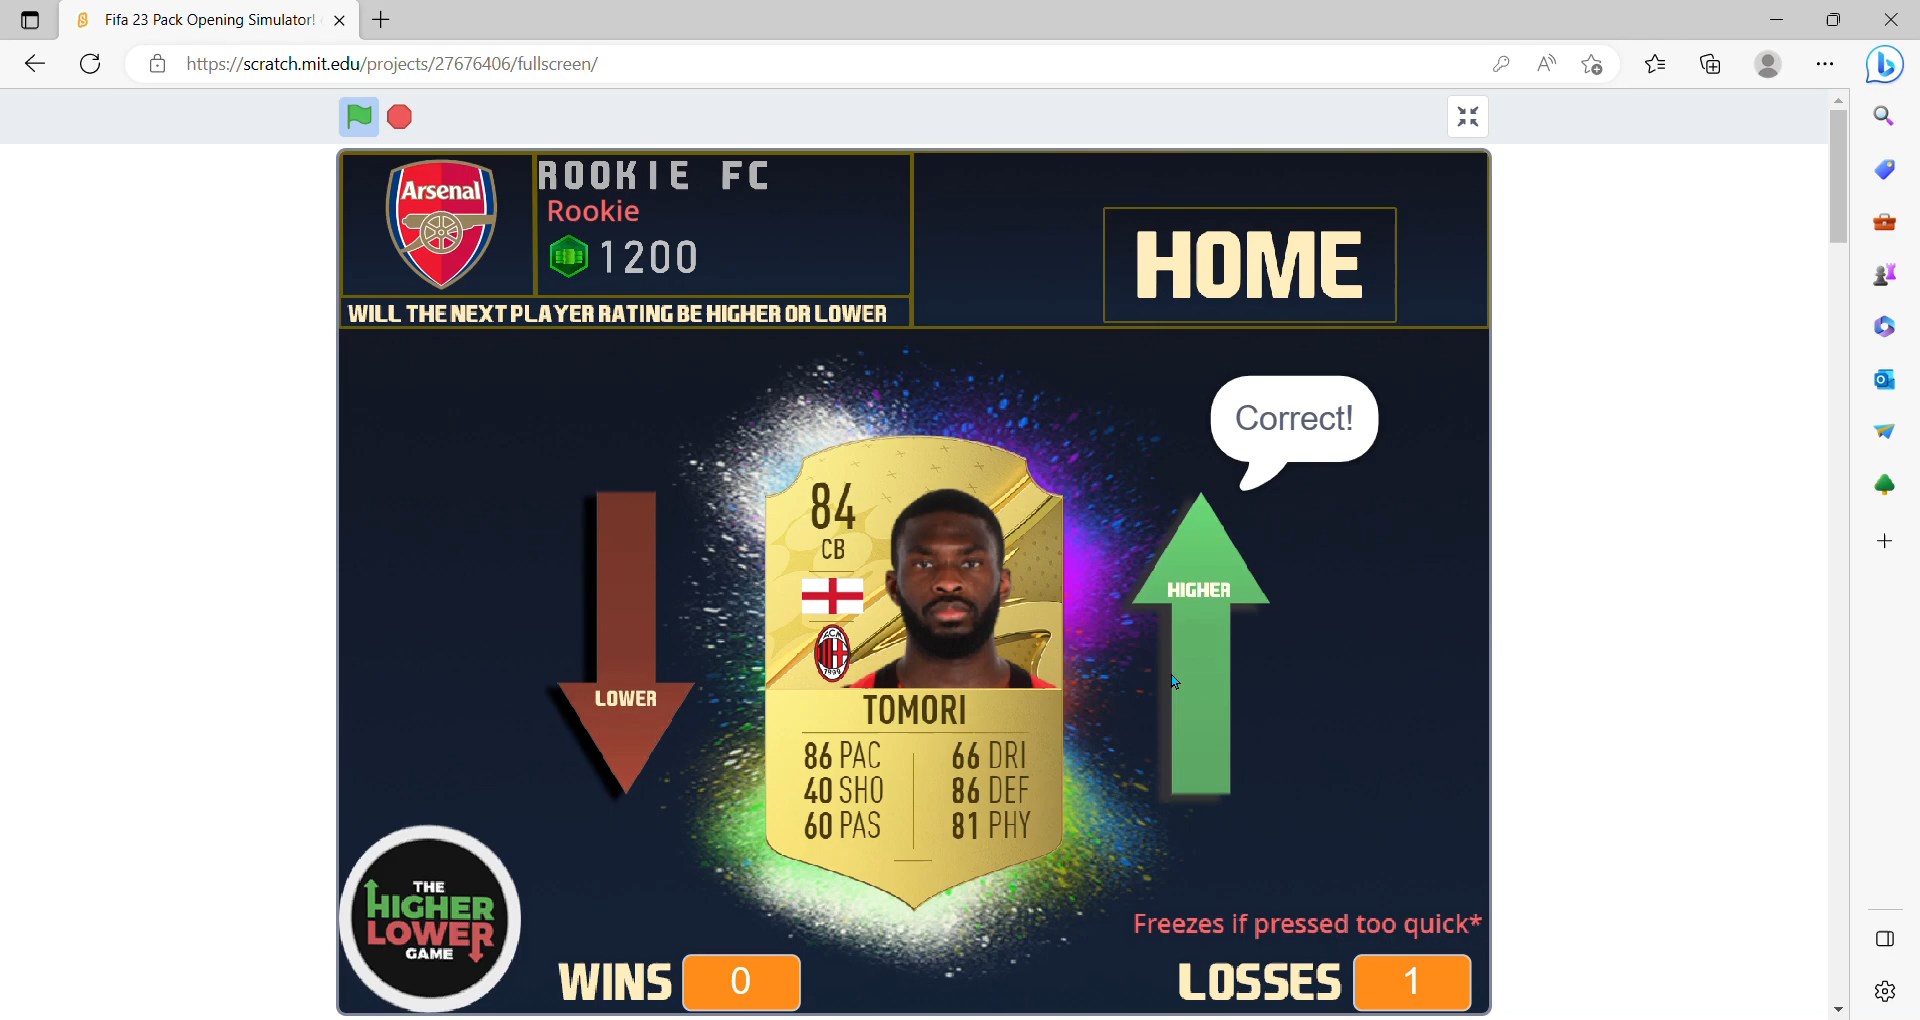 Fifa 23 Pack Opening Simulator!
https://scratch.mit.edu/projects/27676406/fullscreen/
Arsenal
ROOKIE FC
Rookie
1200
HOME
WILL THE NEXT PLAYER RATING BE HIGHER OR LOWER
Correct!
84
CB
HIGHER
LOWER
TOMORI
86 PAC 66 DRI
40 SHO 86 DEF
60 PAS 81 PHY
THE
HIGHER
LOWER
GAME
Freezes if pressed too quick*
WINS 0
LOSSES 1